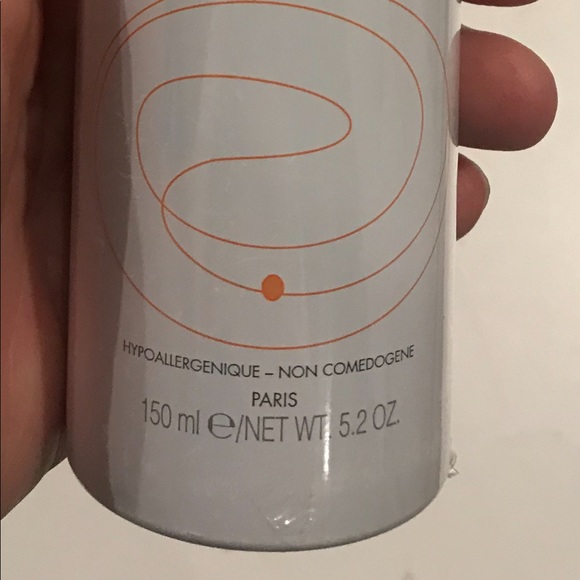 HYPOALLERGENIQUE – NON COMEDOGENE
PARIS
150 ml ℮/NET WT. 5.2 OZ.